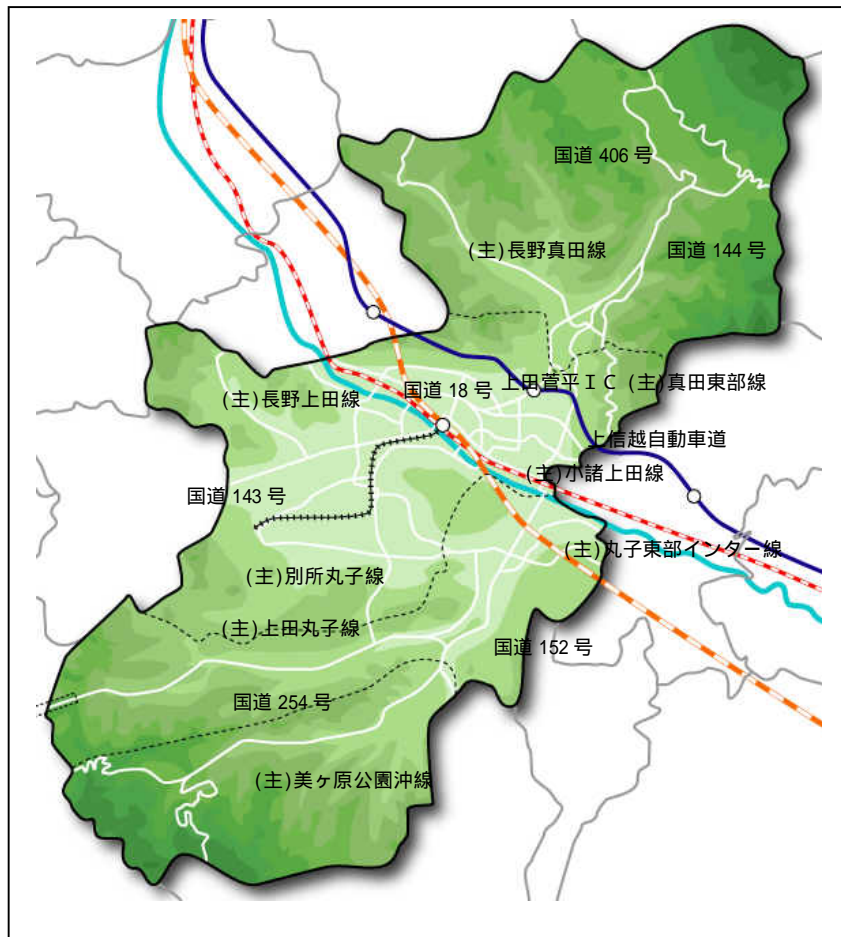 国道 406 号
(主)長野真田線
国道 144 号
上田菅平ＩＣ
(主)真田東部線
国道 18 号
(主)長野上田線
上信越自動車道
(主)小諸上田線
国道 143 号
(主)丸子東部インター線
(主)別所丸子線
(主)上田丸子線
国道 152 号
国道 254 号
(主)美ヶ原公園沖線